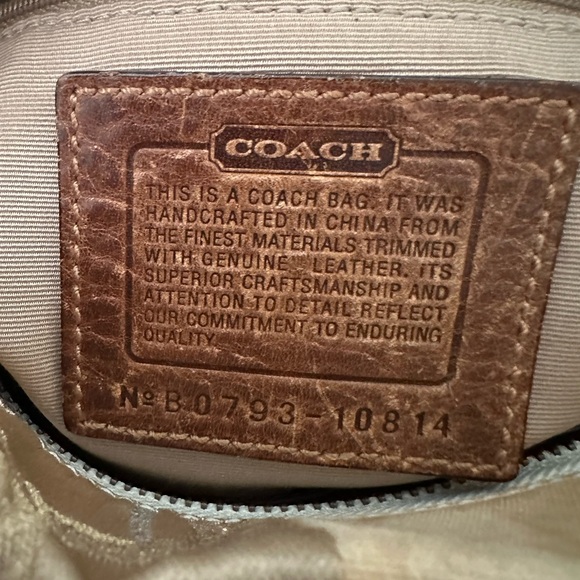 COACH
THIS IS A COACH BAG. IT WAS
HANDCRAFTED IN CHINA FROM
THE FINEST MATERIALS TRIMMED
WITH GENUINE LEATHER. ITS
SUPERIOR CRAFTSMANSHIP AND
ATTENTION TO DETAIL REFLECT
OUR COMMITMENT TO ENDURING
QUALITY.
№ B0793-10814